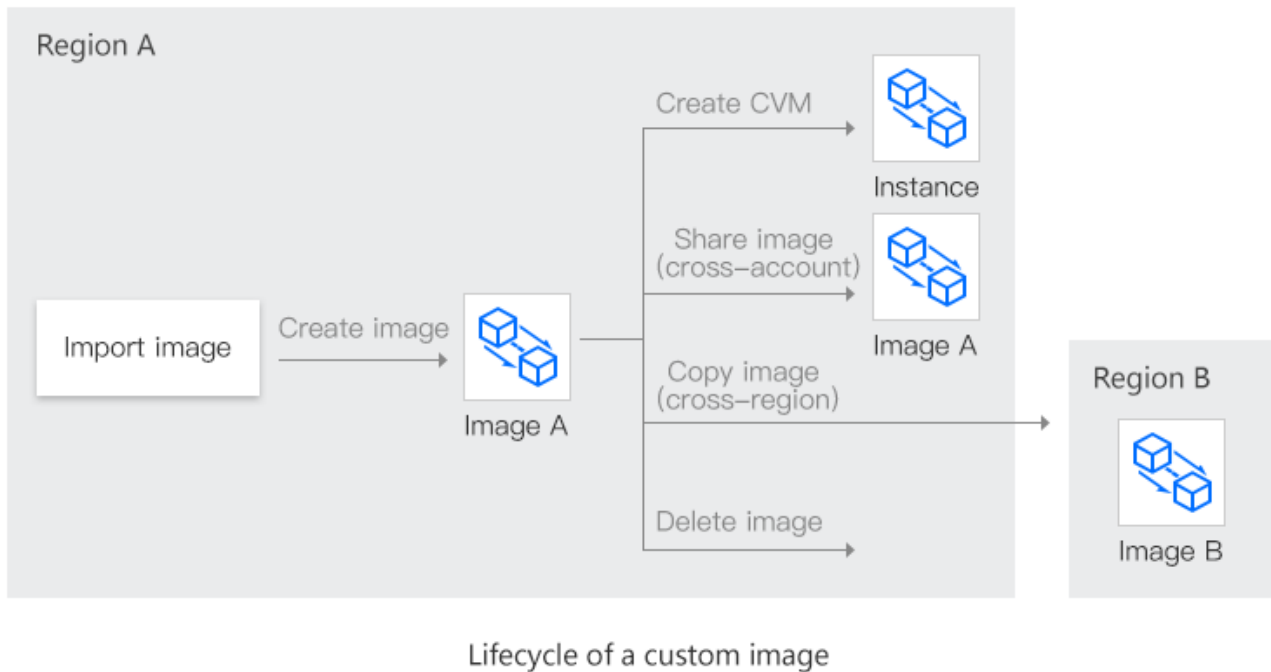 Region A
Create CVM
Instance
Share image
(cross–account)
Image A
Import image
Create image
Image A
Copy image
(cross–region)
Region B
Image B
Delete image
Lifecycle of a custom image